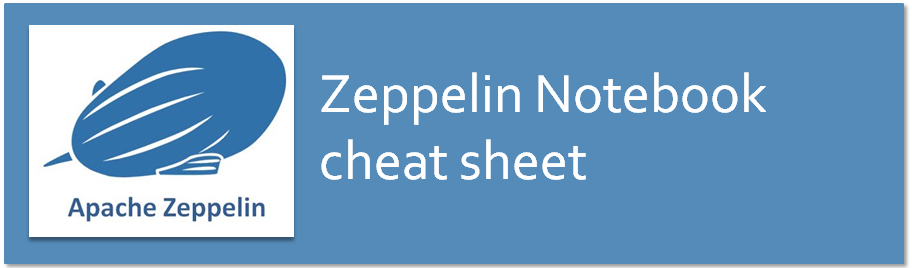 Zeppelin Notebook
cheat sheet
Apache Zeppelin